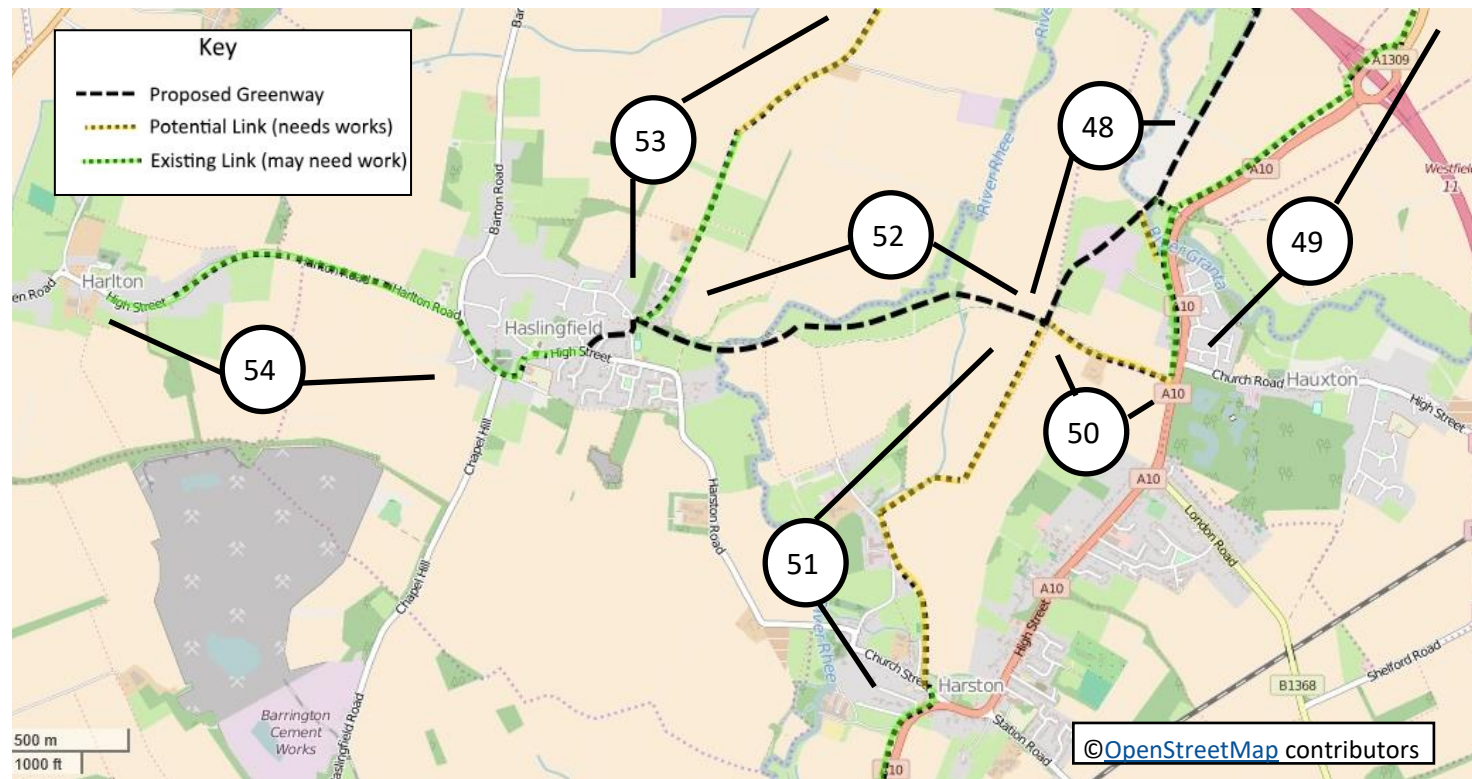 Key
Proposed Greenway
Potential Link (needs works)
Existing Link (may need work)
53
48
49
52
54
50
51
A1309
A10
Westfield
11
River Rhee
River Rhee
River Granta
A10
Barton Road
Harlton
High Street
Harlton Road
Harlton Road
Haslingfield
High Street
Church Road
Hauxton
High Street
A10
A10
London Road
Chapel Hill
Chapel Hill
Harston Road
River Rhee
A10
High Street
Church Street
Harston
Station Road
B1368
Shelford Road
Barrington
Cement
Works
Haslingfield Road
A10
500 m
1000 ft
©OpenStreetMap contributors